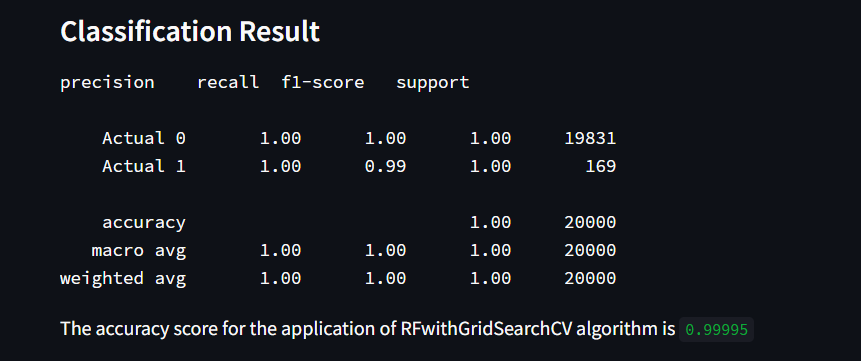 Classification Result
precision recall f1-score support
Actual 0 1.00 1.00 1.00 19831
Actual 1 1.00 0.99 1.00 169
accuracy 1.00 20000
macro avg 1.00 1.00 1.00 20000
weighted avg 1.00 1.00 1.00 20000
The accuracy score for the application of RFwithGridSearchCV algorithm is 0.99995